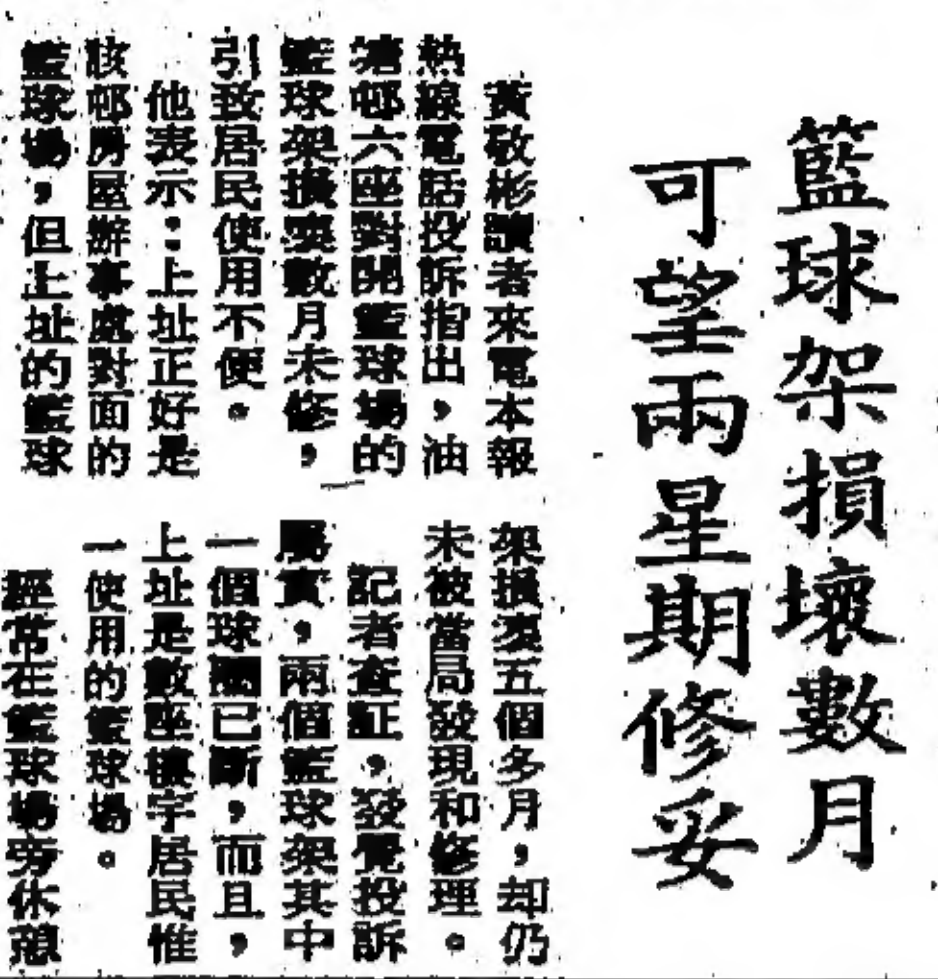 籃球架損壞數月
可望兩星期修妥
黃敬彬讀者來電本報
熱線電話投訴指出，油
塘邨六座對開籃球場的
籃球架損壞數月未修，
引致居民使用不便。
他表示：上址正好是
該邨房屋辦事處對面的
籃球場，但上址的籃球
架損壞五個多月，却仍
未被當局發現和修理。
記者查証，發覺投訴
屬實，兩個籃球架其中
一個球圈已斷，而且，
上址是數座樓宇居民惟
一使用的籃球場。
經常在籃球場旁休憩